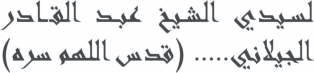 لسيدي الشيخ عبد القادر
الجيلاني..... (قدس اللهم سره)